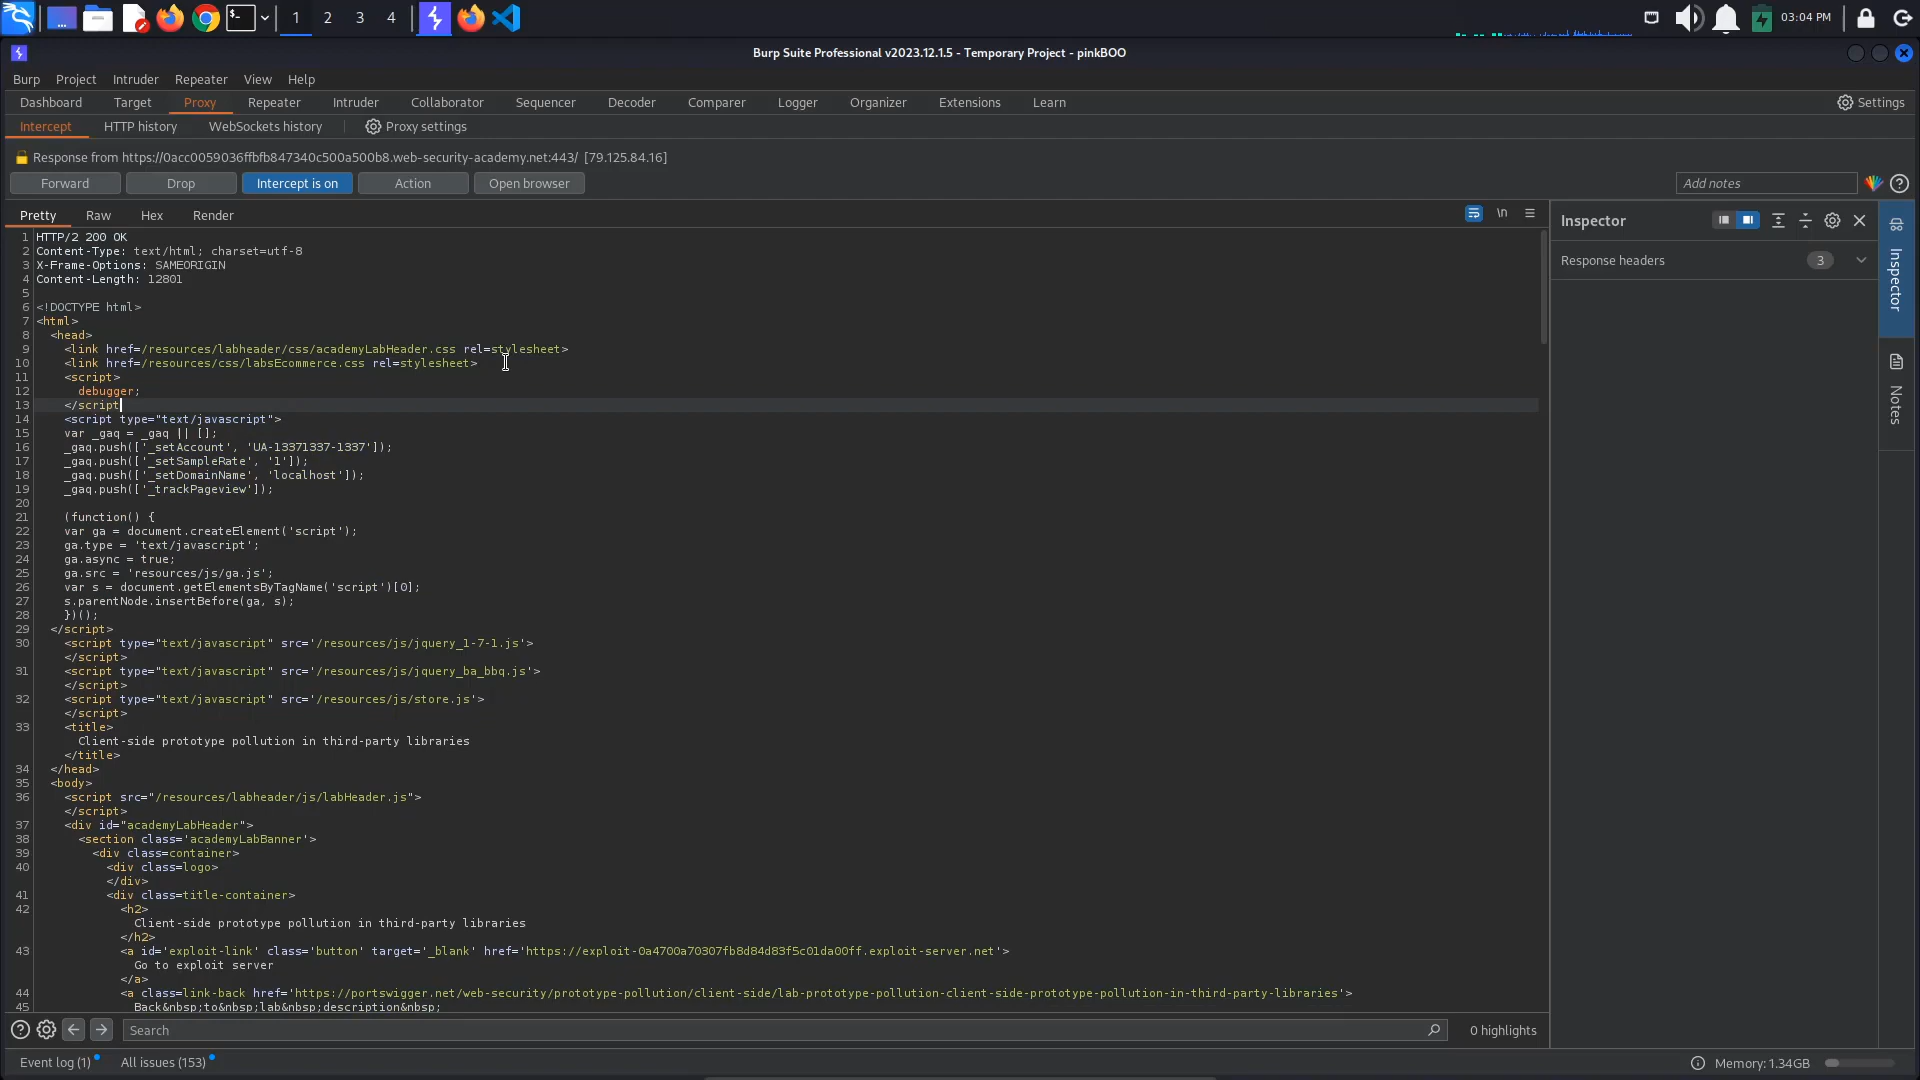 1 2 3 4
03:04 PM
Burp Suite Professional v2023.12.1.5 - Temporary Project - pinkBOO
Burp Project Intruder Repeater View Help
Dashboard Target Proxy Repeater Intruder Collaborator Sequencer Decoder Comparer Logger Organizer Extensions Learn Settings
Intercept HTTP history WebSockets history Proxy settings
Response from https://0acc0059036ffbfb847340c500a500b8.web-security-academy.net:443/ [79.125.84.16]
Forward Drop Intercept is on Action Open browser Add notes
Pretty Raw Hex Render \n
Inspector
Response headers 3
Inspector
Notes
1 HTTP/2 200 OK
2 Content-Type: text/html; charset=utf-8
3 X-Frame-Options: SAMEORIGIN
4 Content-Length: 12801
5
6 <!DOCTYPE html>
7 <html>
8 <head>
9 <link href=/resources/labheader/css/academyLabHeader.css rel=stylesheet>
10 <link href=/resources/css/labsEcommerce.css rel=stylesheet>
11 <script>
12 debugger;
13 </script
14 <script type="text/javascript">
15 var _gaq = _gaq || [];
16 _gaq.push(['_setAccount', 'UA-13371337-1337']);
17 _gaq.push(['_setSampleRate', '1']);
18 _gaq.push(['_setDomainName', 'localhost']);
19 _gaq.push(['_trackPageview']);
20
21 (function() {
22 var ga = document.createElement('script');
23 ga.type = 'text/javascript';
24 ga.async = true;
25 ga.src = 'resources/js/ga.js';
26 var s = document.getElementsByTagName('script')[0];
27 s.parentNode.insertBefore(ga, s);
28 })();
29 </script>
30 <script type="text/javascript" src='/resources/js/jquery_1-7-1.js'>
</script>
31 <script type="text/javascript" src='/resources/js/jquery_ba_bbq.js'>
</script>
32 <script type="text/javascript" src='/resources/js/store.js'>
</script>
33 <title>
Client-side prototype pollution in third-party libraries
</title>
34 </head>
35 <body>
36 <script src="/resources/labheader/js/labHeader.js">
</script>
37 <div id="academyLabHeader">
38 <section class='academyLabBanner'>
39 <div class=container>
40 <div class=logo>
</div>
41 <div class=title-container>
42 <h2>
Client-side prototype pollution in third-party libraries
</h2>
43 <a id='exploit-link' class='button' target='_blank' href='https://exploit-0a4700a70307fb8d84d83f5c01da00ff.exploit-server.net'>
Go to exploit server
</a>
44 <a class=link-back href='https://portswigger.net/web-security/prototype-pollution/client-side/lab-prototype-pollution-client-side-prototype-pollution-in-third-party-libraries'>
45 Back&nbsp;to&nbsp;lab&nbsp;description&nbsp;
Search 0 highlights
Event log (1) All issues (153) Memory: 1.34GB